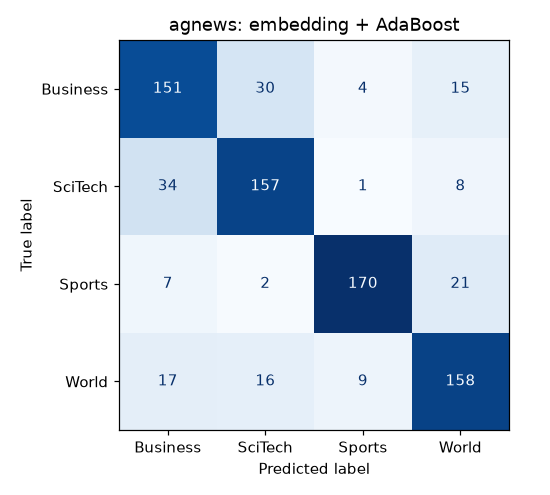 agnews: embedding + AdaBoost
True label
Business 151 30 4 15
SciTech 34 157 1 8
Sports 7 2 170 21
World 17 16 9 158
Business SciTech Sports World
Predicted label